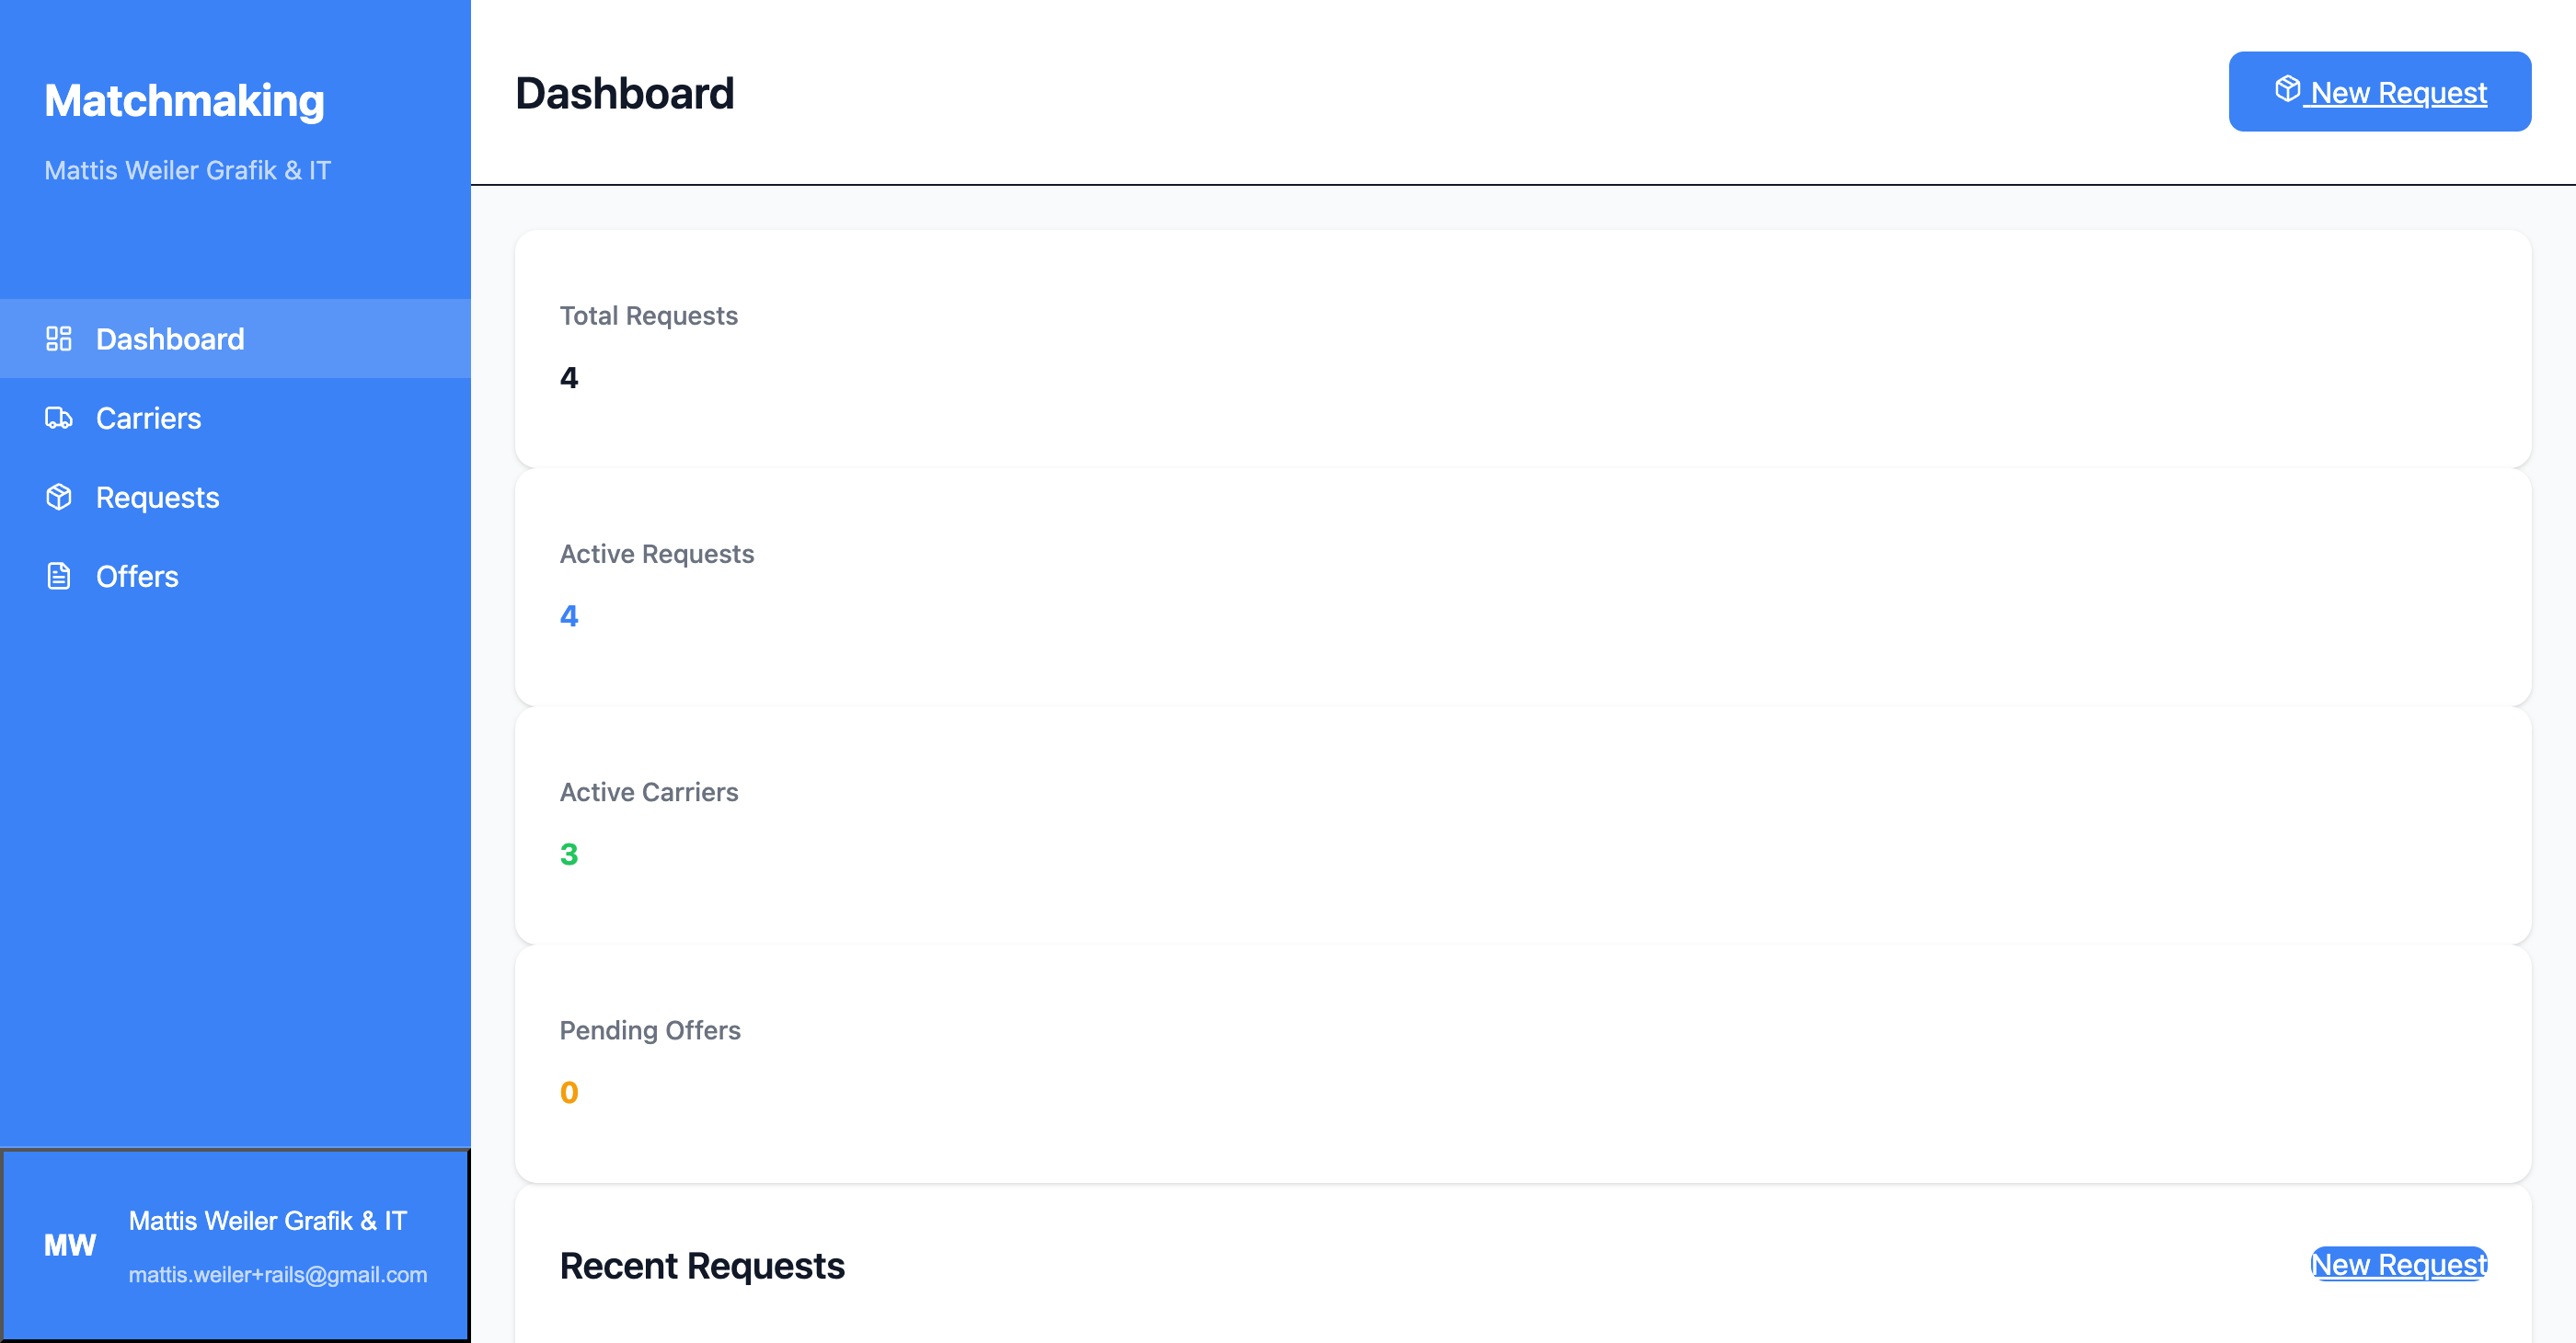 Matchmaking
Mattis Weiler Grafik & IT
Dashboard
Carriers
Requests
Offers
MW
Mattis Weiler Grafik & IT
mattis.weiler+rails@gmail.com
Dashboard
New Request
Total Requests
4
Active Requests
4
Active Carriers
3
Pending Offers
0
Recent Requests
New Request